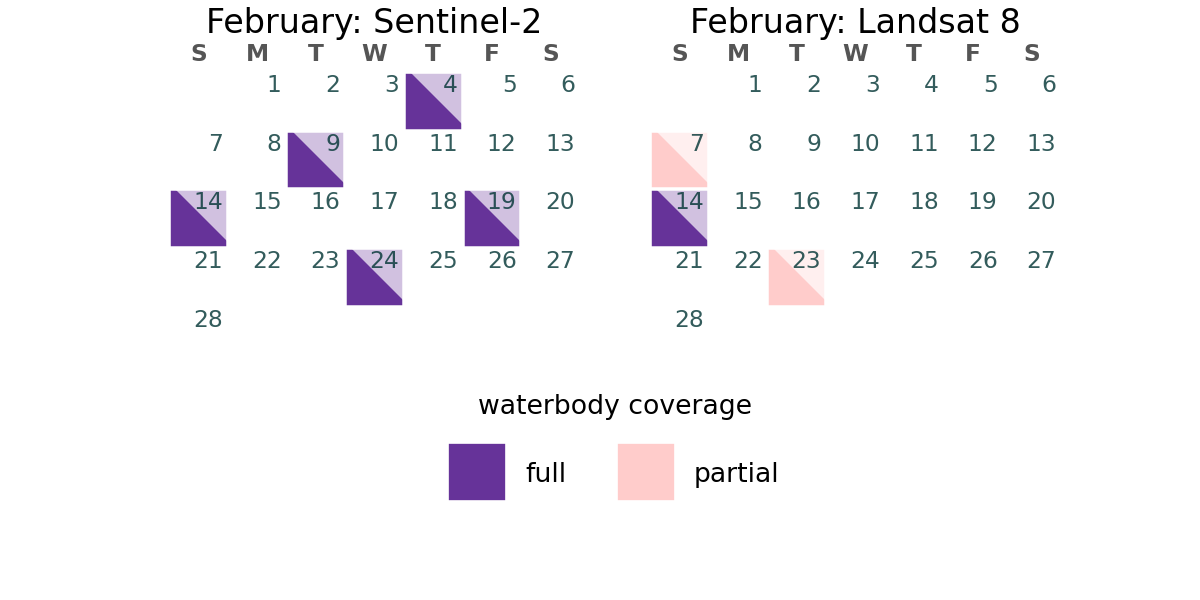 February: Sentinel-2
S M T W T F S
1 2 3 4 5 6
7 8 9 10 11 12 13
14 15 16 17 18 19 20
21 22 23 24 25 26 27
28
February: Landsat 8
S M T W T F S
1 2 3 4 5 6
7 8 9 10 11 12 13
14 15 16 17 18 19 20
21 22 23 24 25 26 27
28
waterbody coverage
full
partial